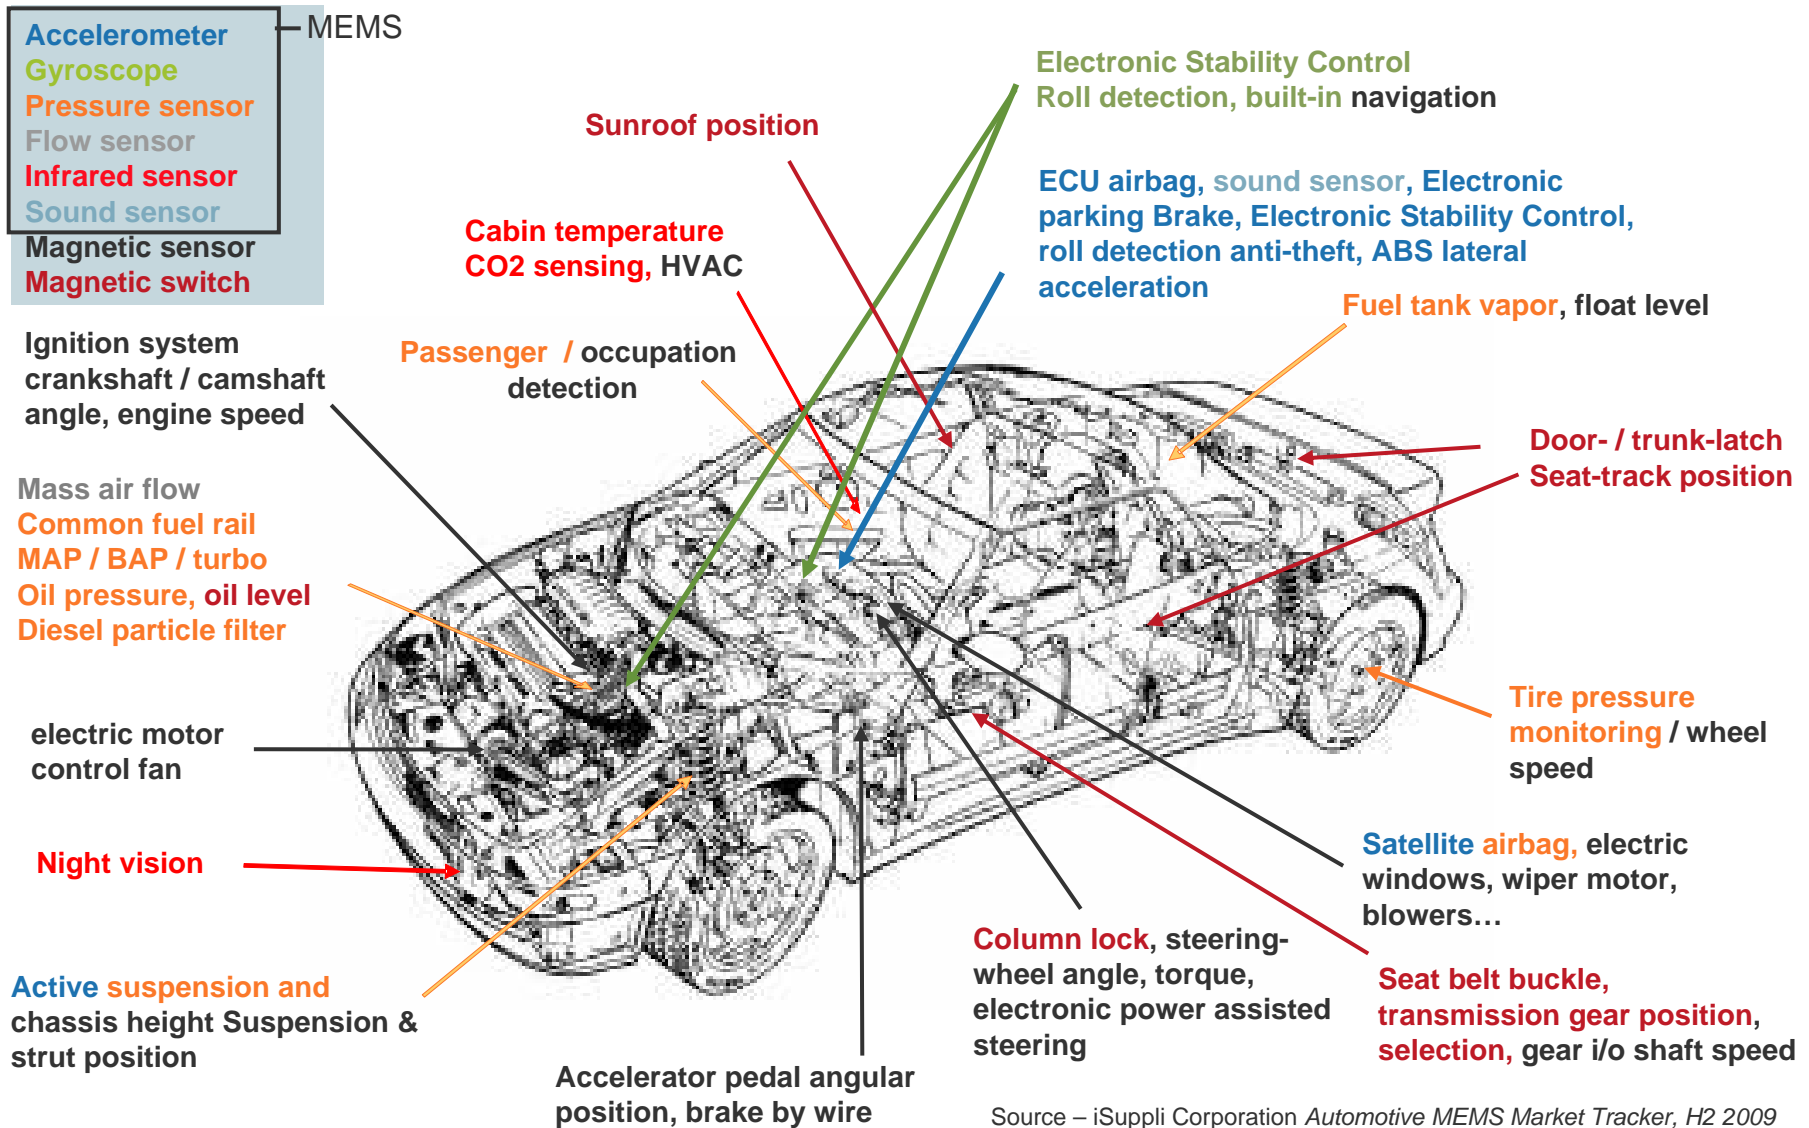 Accelerometer
Gyroscope
Pressure sensor
Flow sensor
Infrared sensor
Sound sensor
Magnetic sensor
Magnetic switch
MEMS
Electronic Stability Control
Roll detection, built-in navigation
Sunroof position
ECU airbag, sound sensor, Electronic
parking Brake, Electronic Stability Control,
roll detection anti-theft, ABS lateral
acceleration
Cabin temperature
CO2 sensing, HVAC
Fuel tank vapor, float level
Ignition system
crankshaft / camshaft
angle, engine speed
Passenger / occupation
detection
Door- / trunk-latch
Seat-track position
Mass air flow
Common fuel rail
MAP / BAP / turbo
Oil pressure, oil level
Diesel particle filter
Tire pressure
monitoring / wheel
speed
electric motor
control fan
Night vision
Satellite airbag, electric
windows, wiper motor,
blowers…
Column lock, steering-
wheel angle, torque,
electronic power assisted
steering
Seat belt buckle,
transmission gear position,
selection, gear i/o shaft speed
Active suspension and
chassis height Suspension &
strut position
Accelerator pedal angular
position, brake by wire
Source – iSuppli Corporation Automotive MEMS Market Tracker, H2 2009